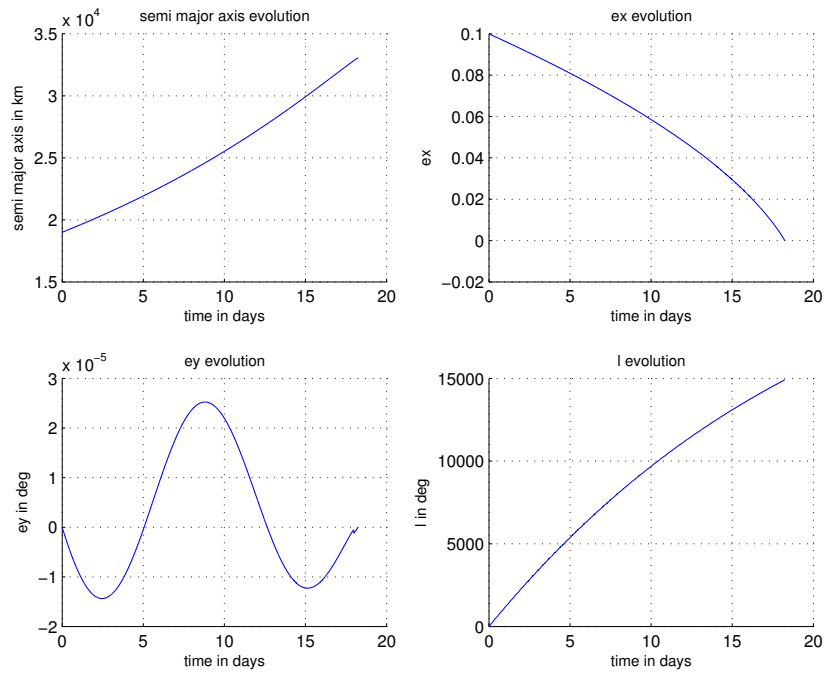 semi major axis evolution
x 10^4
3.5
3
2.5
2
1.5
semi major axis in km
0 5 10 15 20
time in days
ex evolution
0.1
0.08
0.06
0.04
0.02
0
−0.02
ex
0 5 10 15 20
time in days
ey evolution
x 10^−5
3
2
1
0
−1
−2
ey in deg
0 5 10 15 20
time in days
l evolution
15000
10000
5000
0
l in deg
0 5 10 15 20
time in days